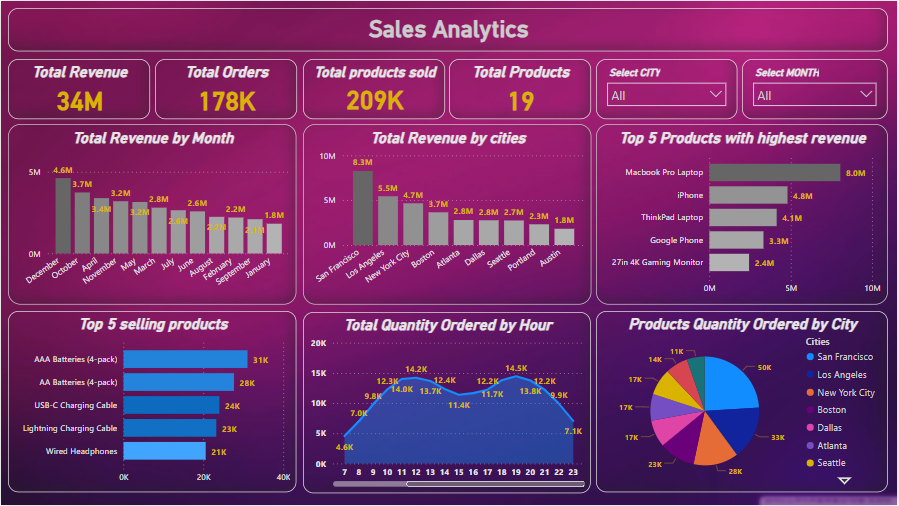 Sales Analytics
Total Revenue
34M
Total Orders
178K
Total products sold
209K
Total Products
19
Select CITY
All
Select MONTH
All
Total Revenue by Month
5M
0M
4.6M
3.7M
3.4M
3.2M
3.2M
2.8M
2.6M
2.6M
2.2M
1.8M
December
October
April
November
May
March
July
June
August
February
September
January
Total Revenue by cities
10M
5M
0M
8.3M
5.5M
4.7M
3.7M
2.8M
2.8M
2.7M
2.3M
1.8M
San Francisco
Los Angeles
New York City
Boston
Atlanta
Dallas
Seattle
Portland
Austin
Top 5 Products with highest revenue
Macbook Pro Laptop 8.0M
iPhone 4.8M
ThinkPad Laptop 4.1M
Google Phone 3.3M
27in 4K Gaming Monitor 2.4M
0M 5M 10M
Top 5 selling products
AAA Batteries (4-pack) 31K
AA Batteries (4-pack) 28K
USB-C Charging Cable 24K
Lightning Charging Cable 23K
Wired Headphones 21K
0K 20K 40K
Total Quantity Ordered by Hour
20K
15K
10K
5K
0K
4.6K
7.0K
9.8K
12.3K
14.0K
14.2K
13.7K
12.4K
11.4K
11.7K
12.2K
14.5K
13.8K
12.2K
9.9K
7.1K
7 8 9 10 11 12 13 14 15 16 17 18 19 20 21 22 23
Products Quantity Ordered by City
50K
33K
28K
23K
17K
17K
17K
14K
11K
Cities
San Francisco
Los Angeles
New York City
Boston
Dallas
Atlanta
Seattle